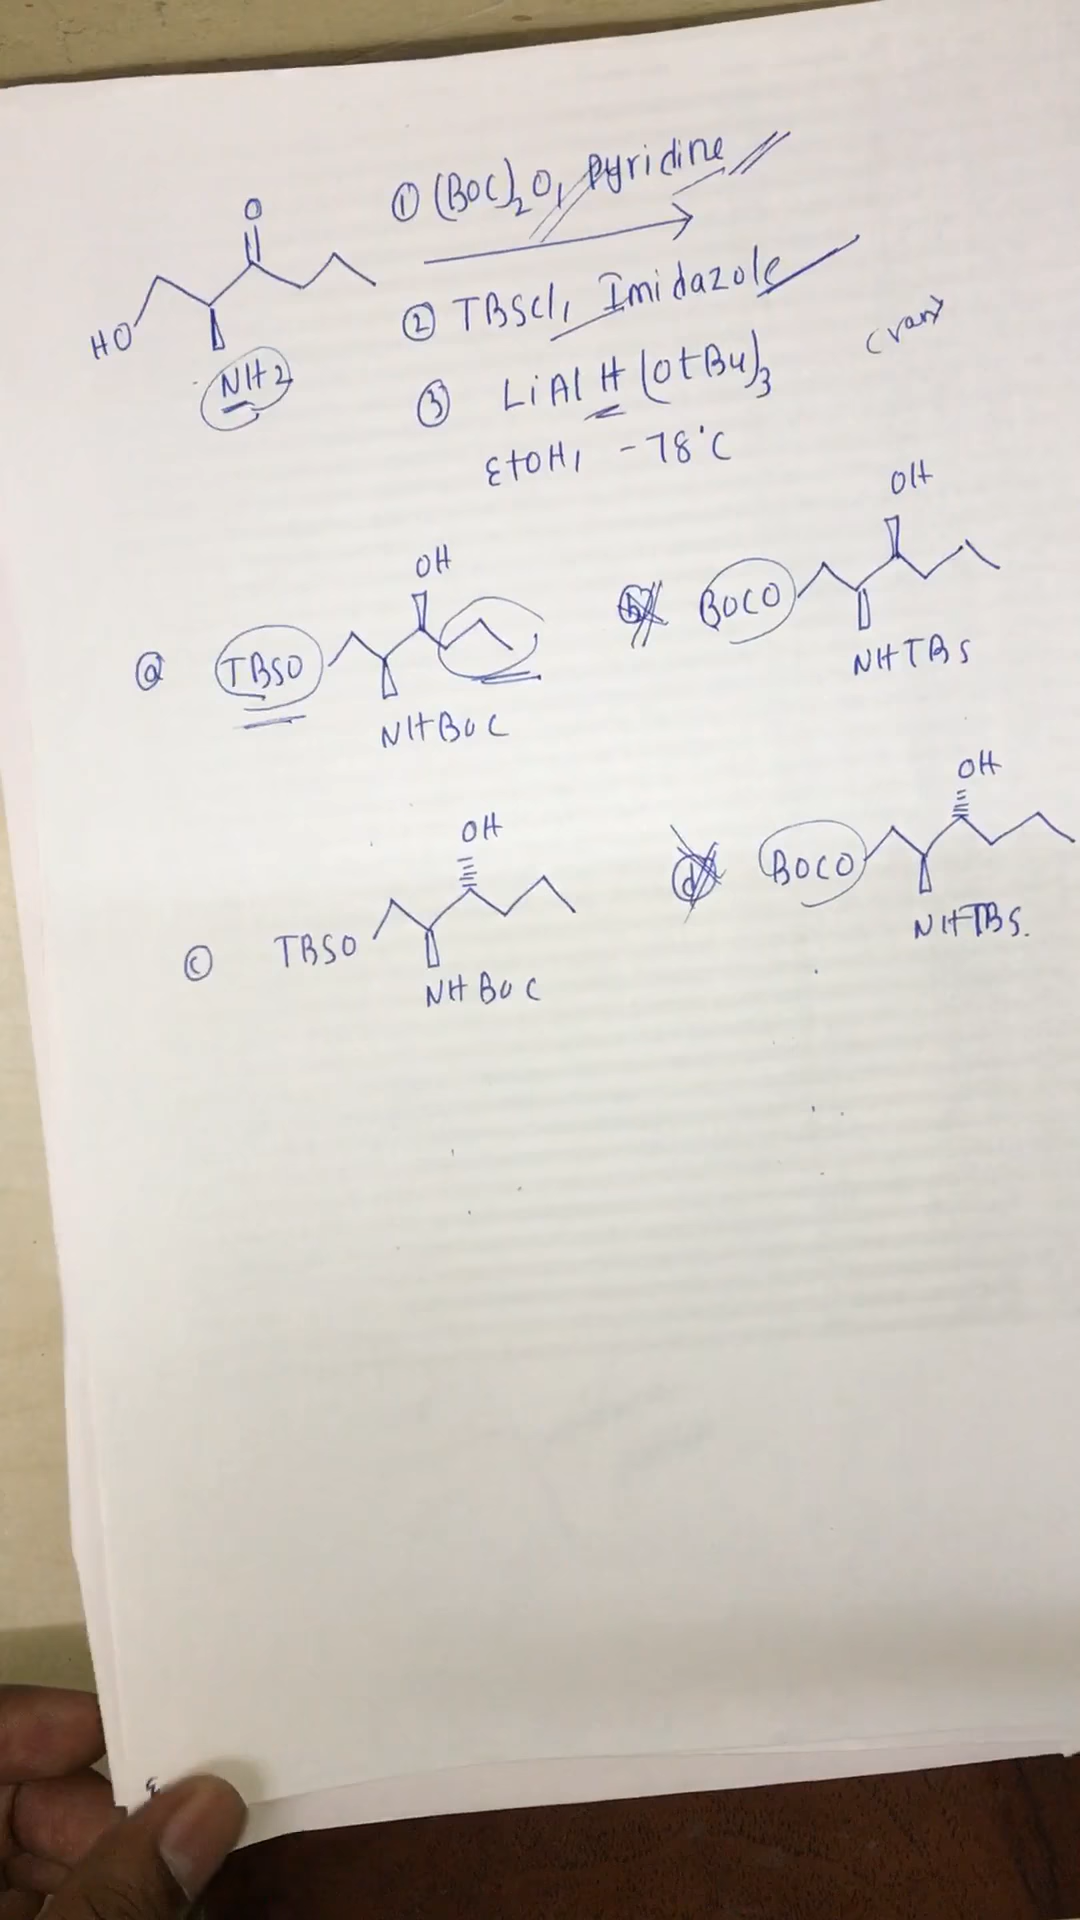 ① (BOC)₂O, Pyridine
O
HO
NH2
② TBSCl, Imidazole
③ LiAlH(OtBu)₃
EtOH, -78°C
ⓐ TBSO
OH
NHBOC
ⓑ BOCO
OH
NHTBS
ⓒ TBSO
OH
NHBOC
ⓓ BOCO
OH
NHTBS.